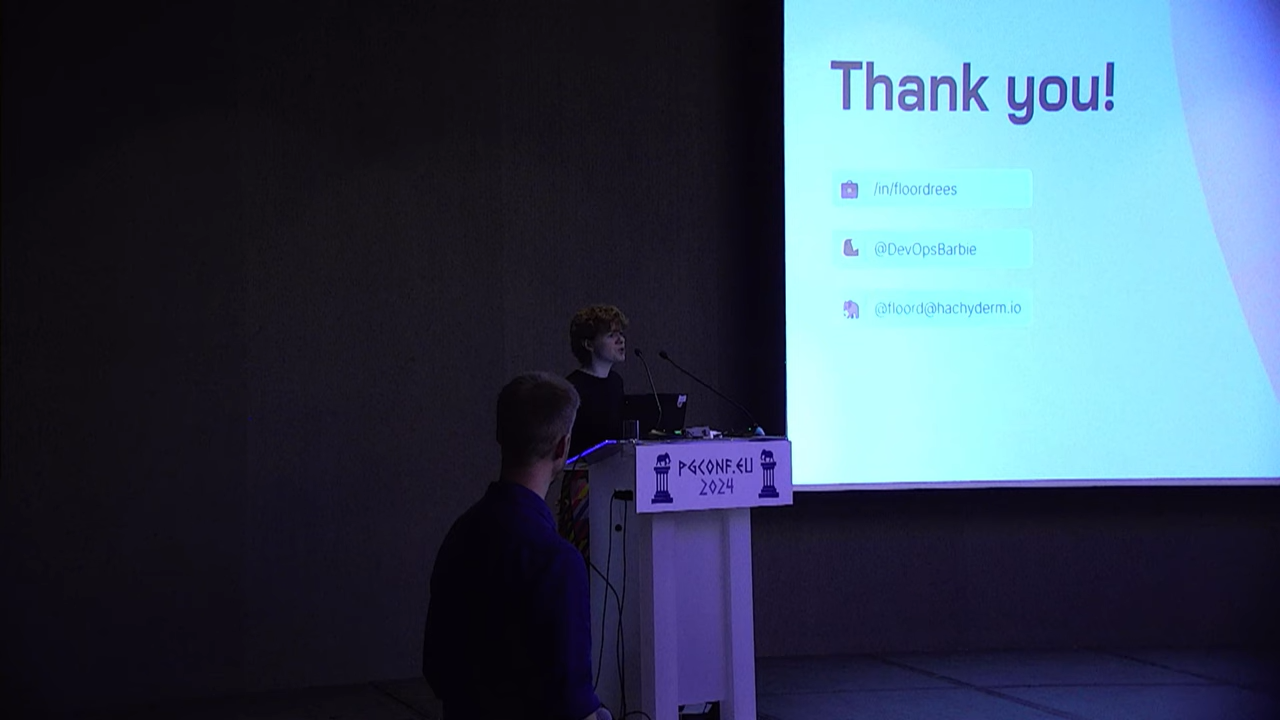 Thank you!
/in/floordrees
@DevOpsBarbie
@floord@hachyderm.io
PGCONF.EU
2024